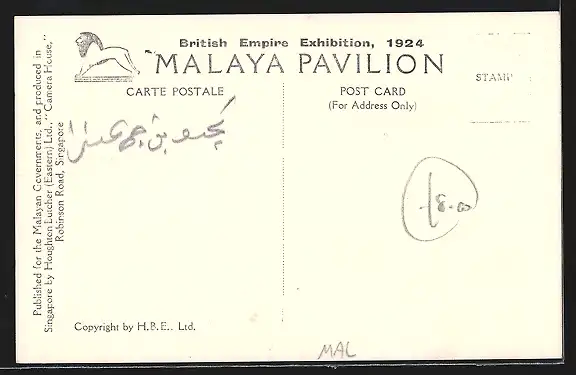 British Empire Exhibition, 1924
MALAYA PAVILION
CARTE POSTALE
POST CARD
(For Address Only)
STAMP
Published for the Malayan Governments, and produced in
Singapore by Houghton Butcher (Eastern) Ltd., "Camera House,"
Robinson Road, Singapore
Copyright by H.B.E.. Ltd.
MAL